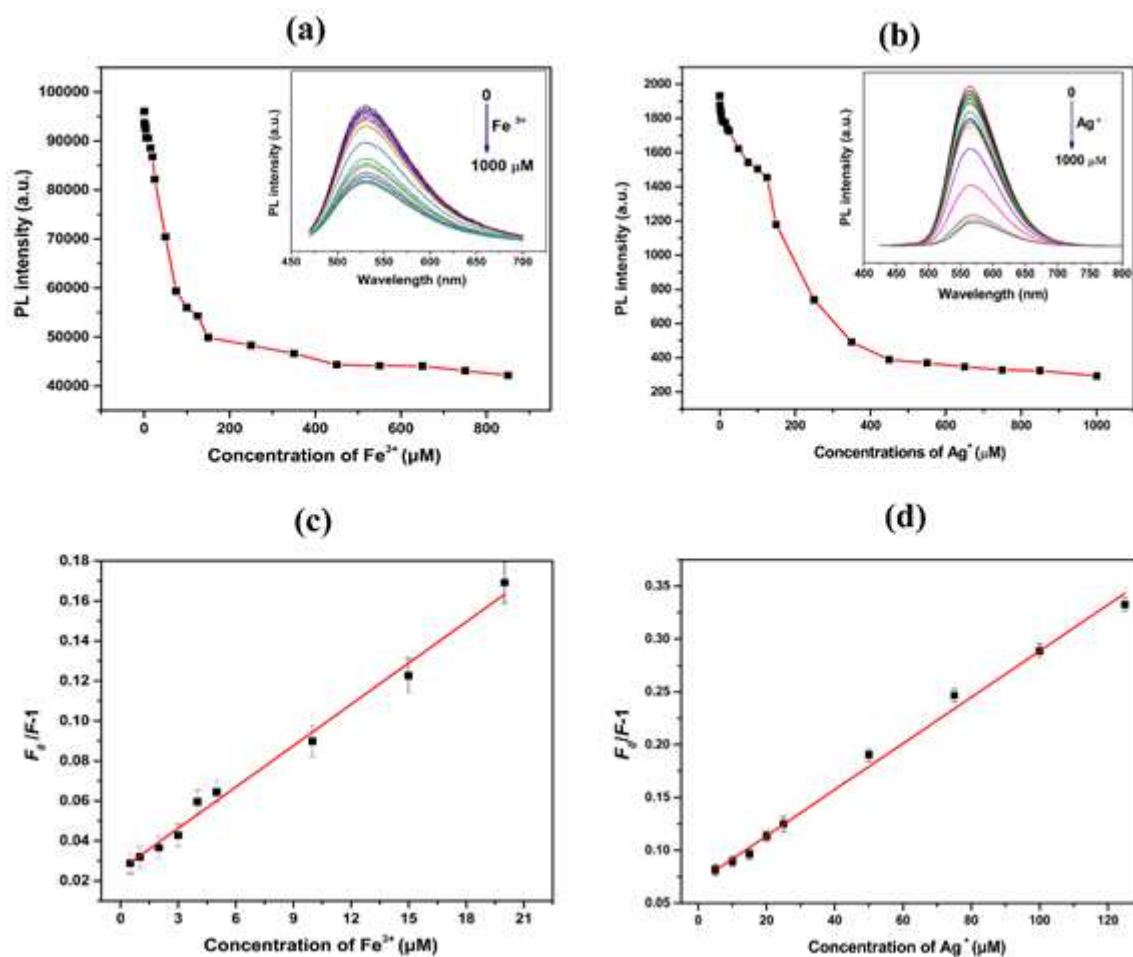 (a)
PL intensity (a.u.)
100000
90000
80000
70000
60000
50000
40000
0 200 400 600 800
Concentration of Fe³⁺ (µM)
PL intensity (a.u.)
0
Fe ³⁺
1000 µM
450 500 550 600 650 700
Wavelength (nm)
(b)
PL intensity (a.u.)
2000
1800
1600
1400
1200
1000
800
600
400
200
0 200 400 600 800 1000
Concentrations of Ag⁺ (µM)
PL intensity (a.u.)
0
Ag⁺
1000 µM
400 450 500 550 600 650 700 750 800
Wavelength (nm)
(c)
F₀/F-1
0.18
0.16
0.14
0.12
0.10
0.08
0.06
0.04
0.02
0 3 6 9 12 15 18 21
Concentration of Fe³⁺ (µM)
(d)
F₀/F-1
0.35
0.30
0.25
0.20
0.15
0.10
0.05
0 20 40 60 80 100 120
Concentration of Ag⁺ (µM)